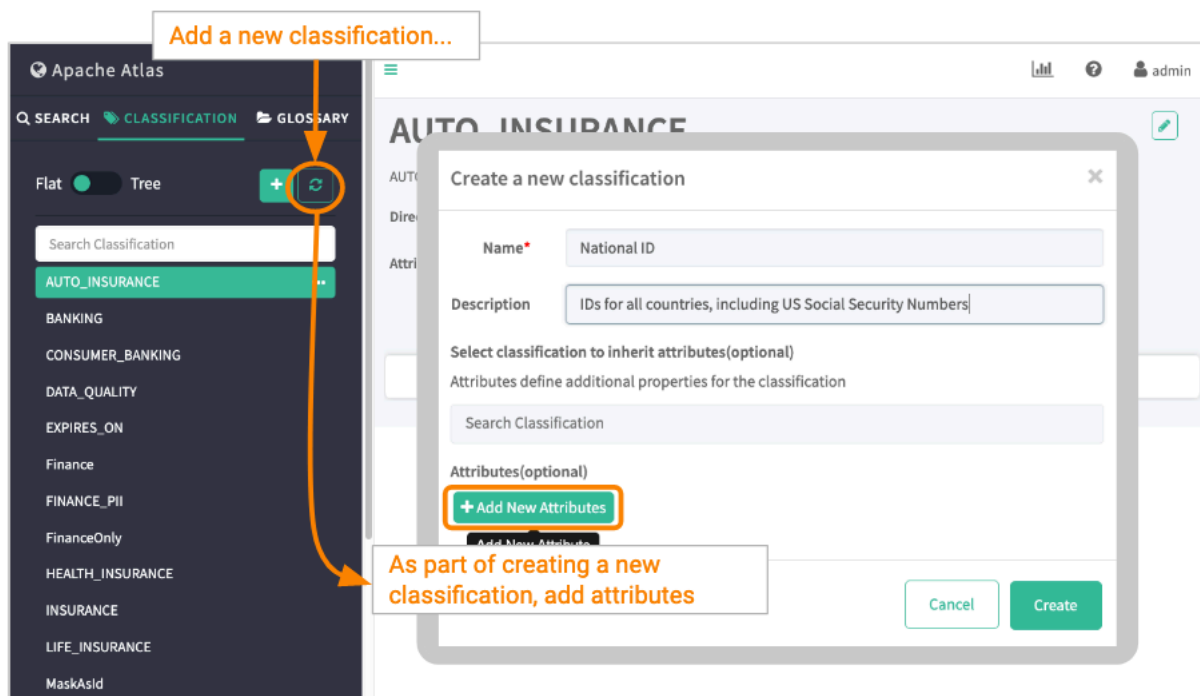 Add a new classification...
Apache Atlas
admin
SEARCH CLASSIFICATION GLOSSARY
Flat Tree
Search Classification
AUTO_INSURANCE
BANKING
CONSUMER_BANKING
DATA_QUALITY
EXPIRES_ON
Finance
FINANCE_PII
FinanceOnly
HEALTH_INSURANCE
INSURANCE
LIFE_INSURANCE
MaskAsId
AUTO_INSURANCE
Create a new classification
Name* National ID
Description IDs for all countries, including US Social Security Numbers
Select classification to inherit attributes(optional)
Attributes define additional properties for the classification
Search Classification
Attributes(optional)
+ Add New Attributes
Add New Attribute
As part of creating a new
classification, add attributes
Cancel Create